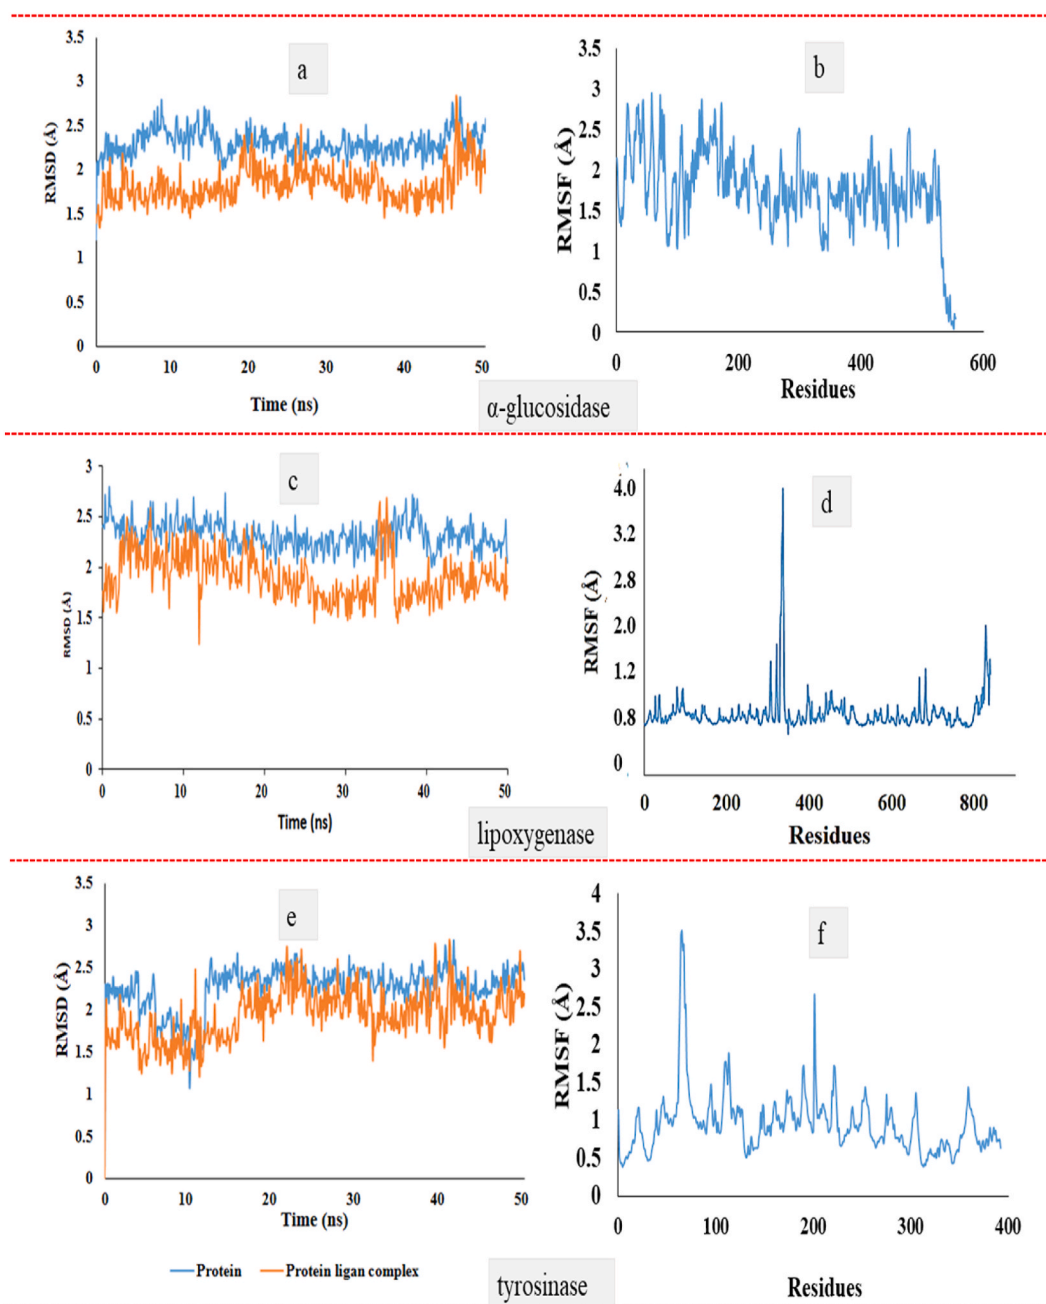 a
RMSD (Å)
3.5
3
2.5
2
1.5
1
0.5
0
0 10 20 30 40 50
Time (ns)
b
RMSF (Å)
3.5
3
2.5
2
1.5
1
0.5
0
0 200 400 600
Residues
α-glucosidase
c
RMSD (Å)
3
2.5
2
1.5
1
0.5
0
0 10 20 30 40 50
Time (ns)
d
RMSF (Å)
4.0
3.2
2.8
2.0
1.2
0.8
0
0 200 400 600 800
Residues
lipoxygenase
e
RMSD (Å)
3.5
3
2.5
2
1.5
1
0.5
0
0 10 20 30 40 50
Time (ns)
f
RMSF (Å)
4
3.5
3
2.5
2
1.5
1
0.5
0
0 100 200 300 400
Residues
Protein Protein ligan complex
tyrosinase